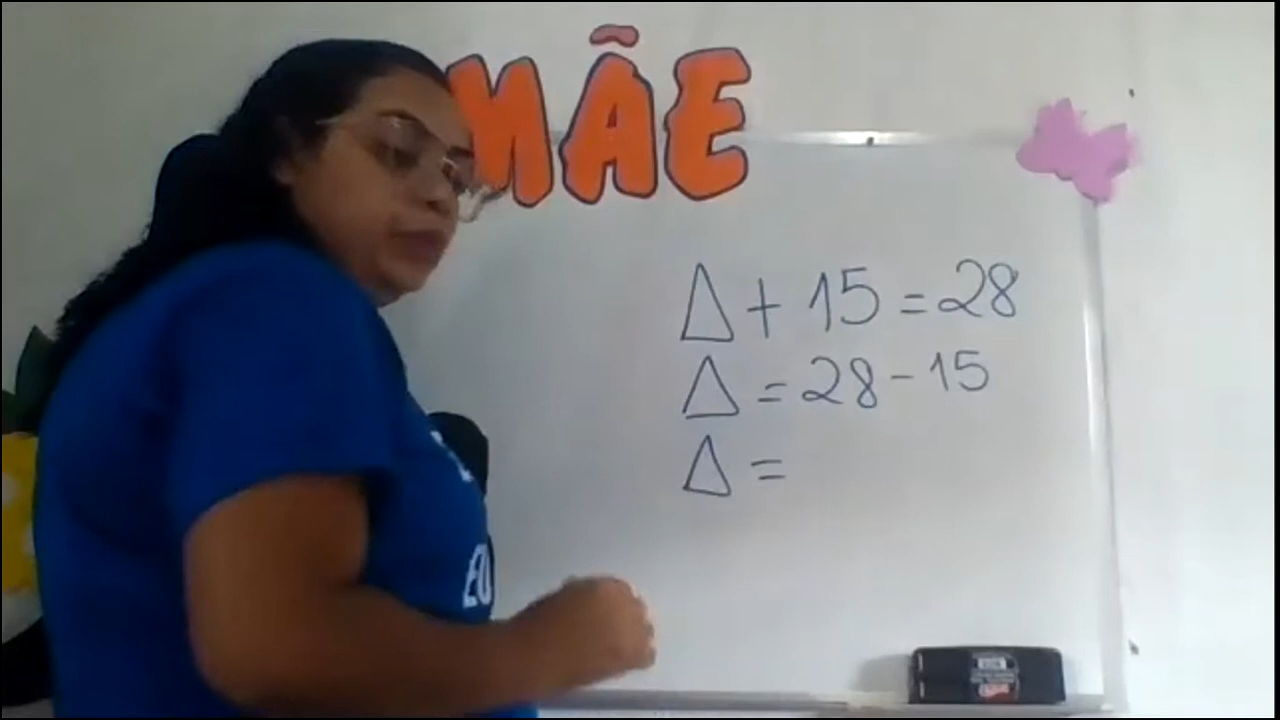 MÃE
Δ + 15 = 28
Δ = 28 - 15
Δ =